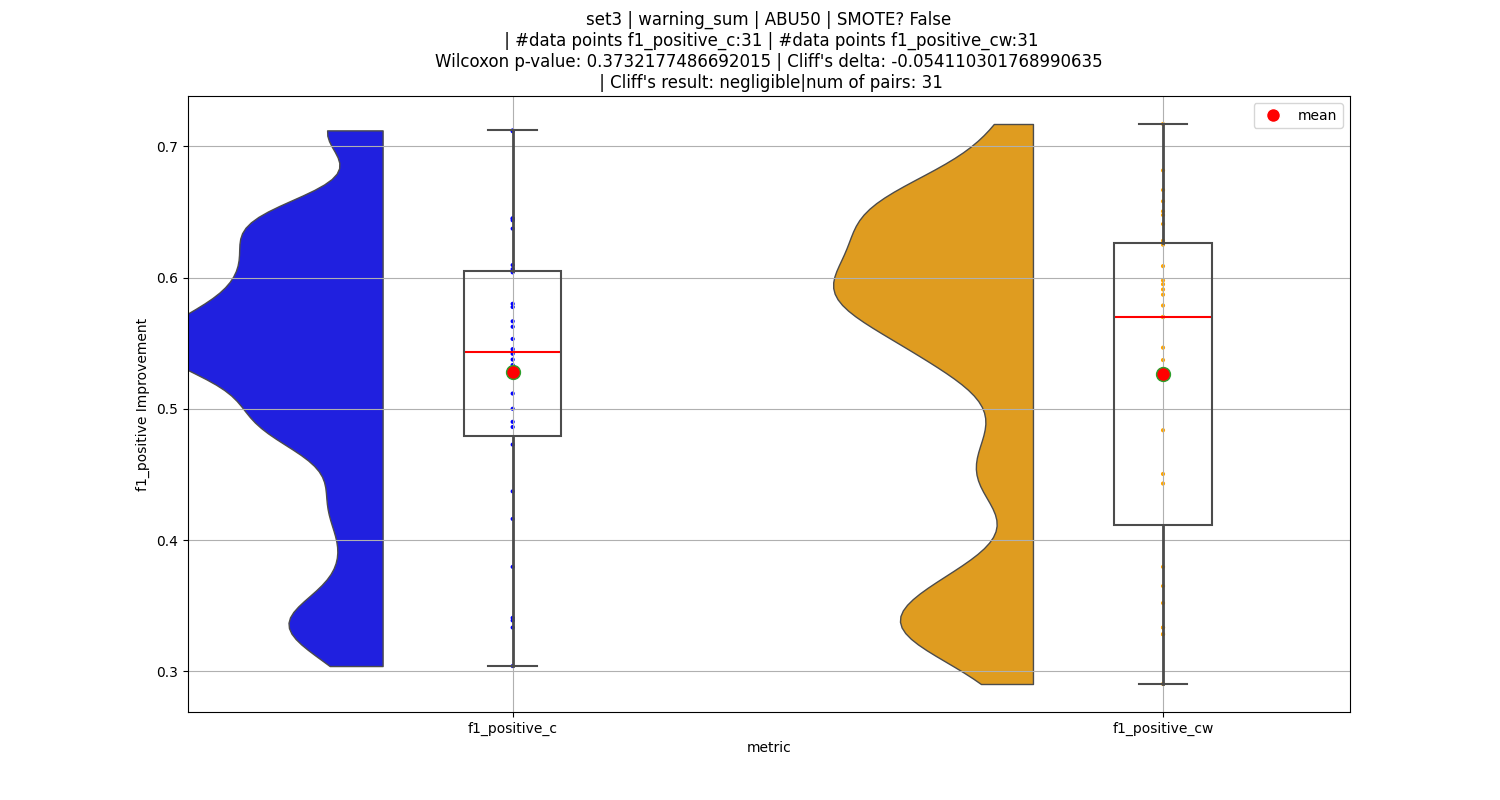 set3 | warning_sum | ABU50 | SMOTE? False
| #data points f1_positive_c:31 | #data points f1_positive_cw:31
Wilcoxon p-value: 0.3732177486692015 | Cliff's delta: -0.054110301768990635
| Cliff's result: negligible|num of pairs: 31
mean
0.7
0.6
0.5
0.4
0.3
f1_positive Improvement
f1_positive_c
f1_positive_cw
metric